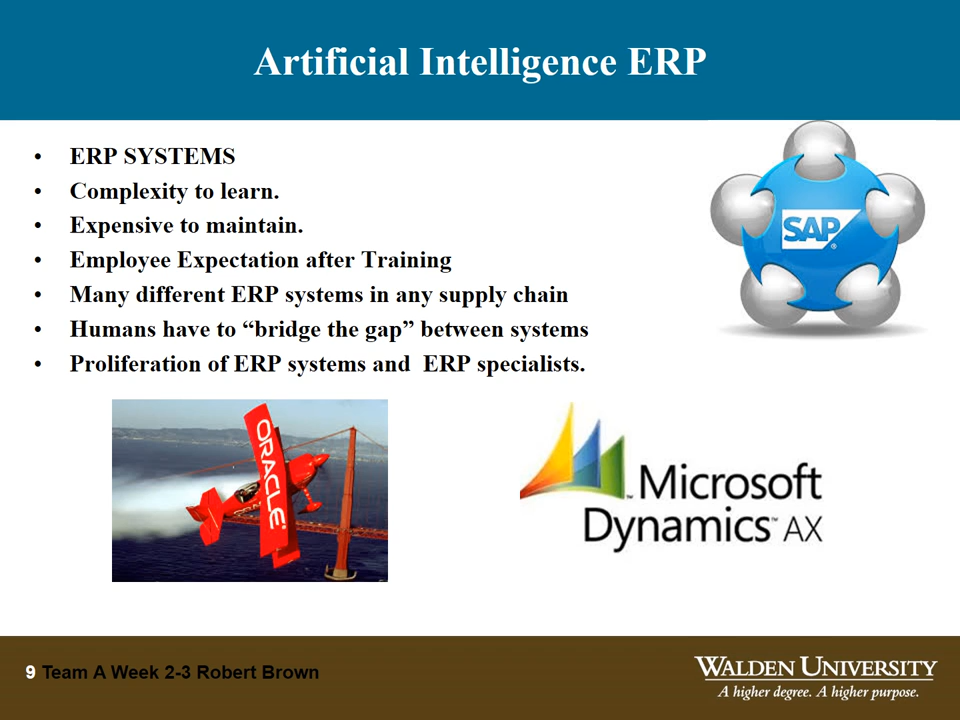 Artificial Intelligence ERP
• ERP SYSTEMS
• Complexity to learn.
• Expensive to maintain.
• Employee Expectation after Training
• Many different ERP systems in any supply chain
• Humans have to “bridge the gap” between systems
• Proliferation of ERP systems and  ERP specialists.
SAP®
ORACLE
Microsoft
Dynamics™ AX
9 Team A Week 2-3 Robert Brown
WALDEN UNIVERSITY
A higher degree. A higher purpose.